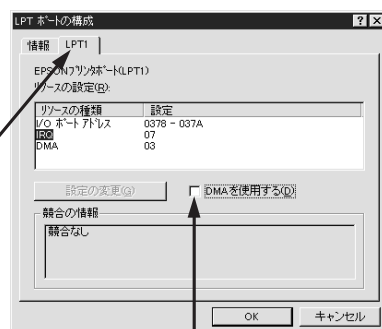 LPT ポートの構成
情報 LPT1
EPSONプリンタポート(LPT1)
リソースの設定(R):
リソースの種類 設定
I/O ポート アドレス 0378 - 037A
IRQ 07
DMA 03
設定の変更(G)
DMAを使用する(D)
競合の情報
競合なし
OK キャンセル